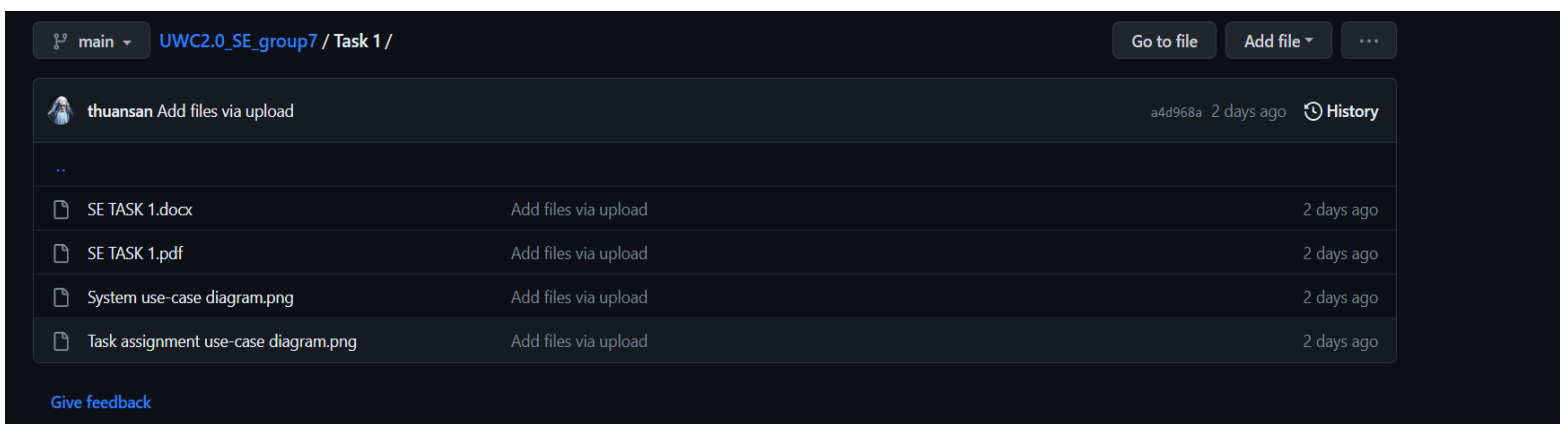 main UWC2.0_SE_group7 / Task 1 / Go to file Add file ...
thuansan Add files via upload a4d968a 2 days ago History
..
SE TASK 1.docx Add files via upload 2 days ago
SE TASK 1.pdf Add files via upload 2 days ago
System use-case diagram.png Add files via upload 2 days ago
Task assignment use-case diagram.png Add files via upload 2 days ago
Give feedback